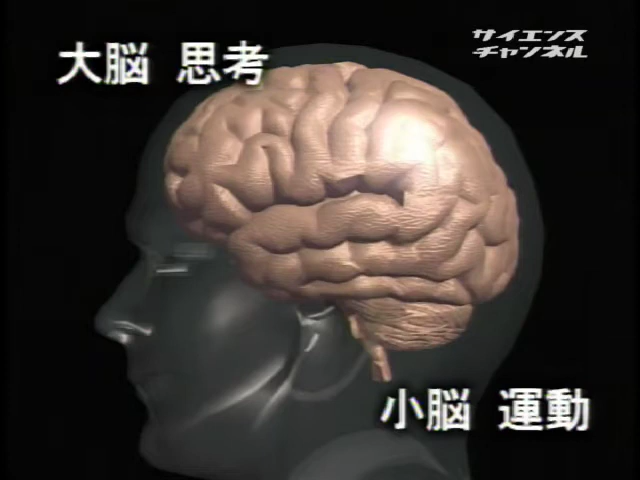 大脳 思考
サイエンス
チャンネル
小脳 運動